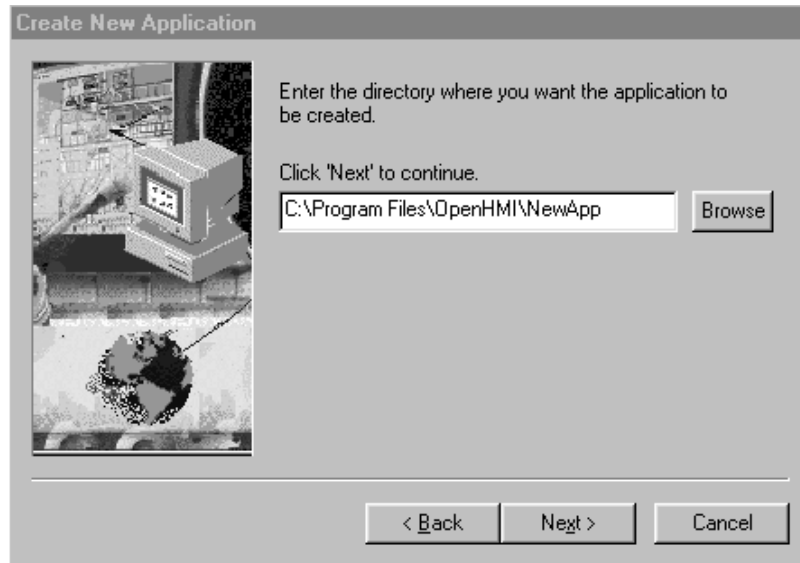 Create New Application
Enter the directory where you want the application to
be created.
Click 'Next' to continue.
C:\Program Files\OpenHMI\NewApp
Browse
< Back
Next >
Cancel